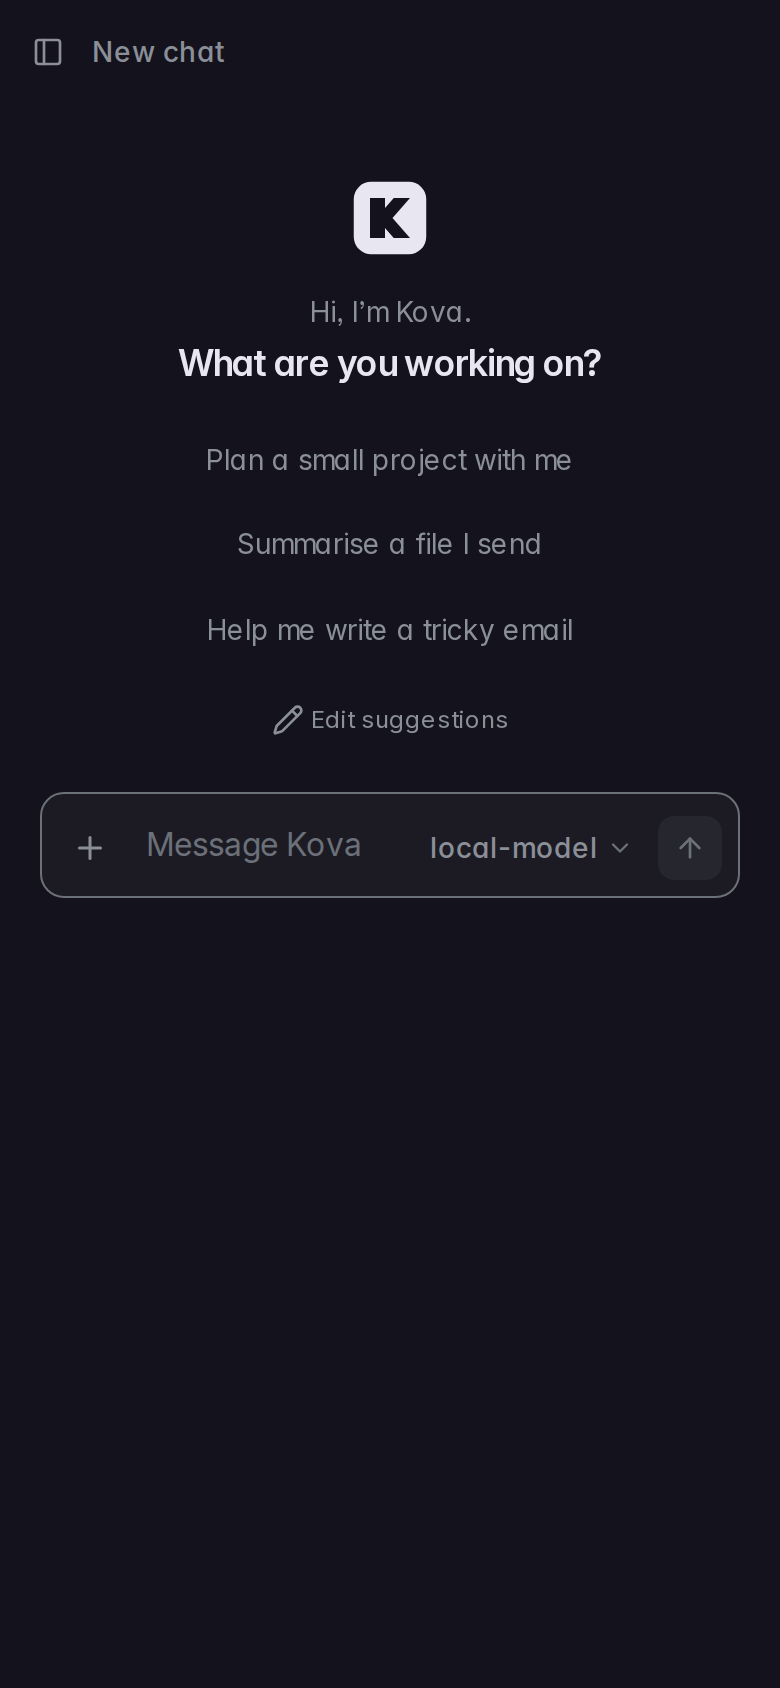 New chat
K
Hi, I’m Kova.
What are you working on?
Plan a small project with me
Summarise a file I send
Help me write a tricky email
Edit suggestions
Message Kova local-model